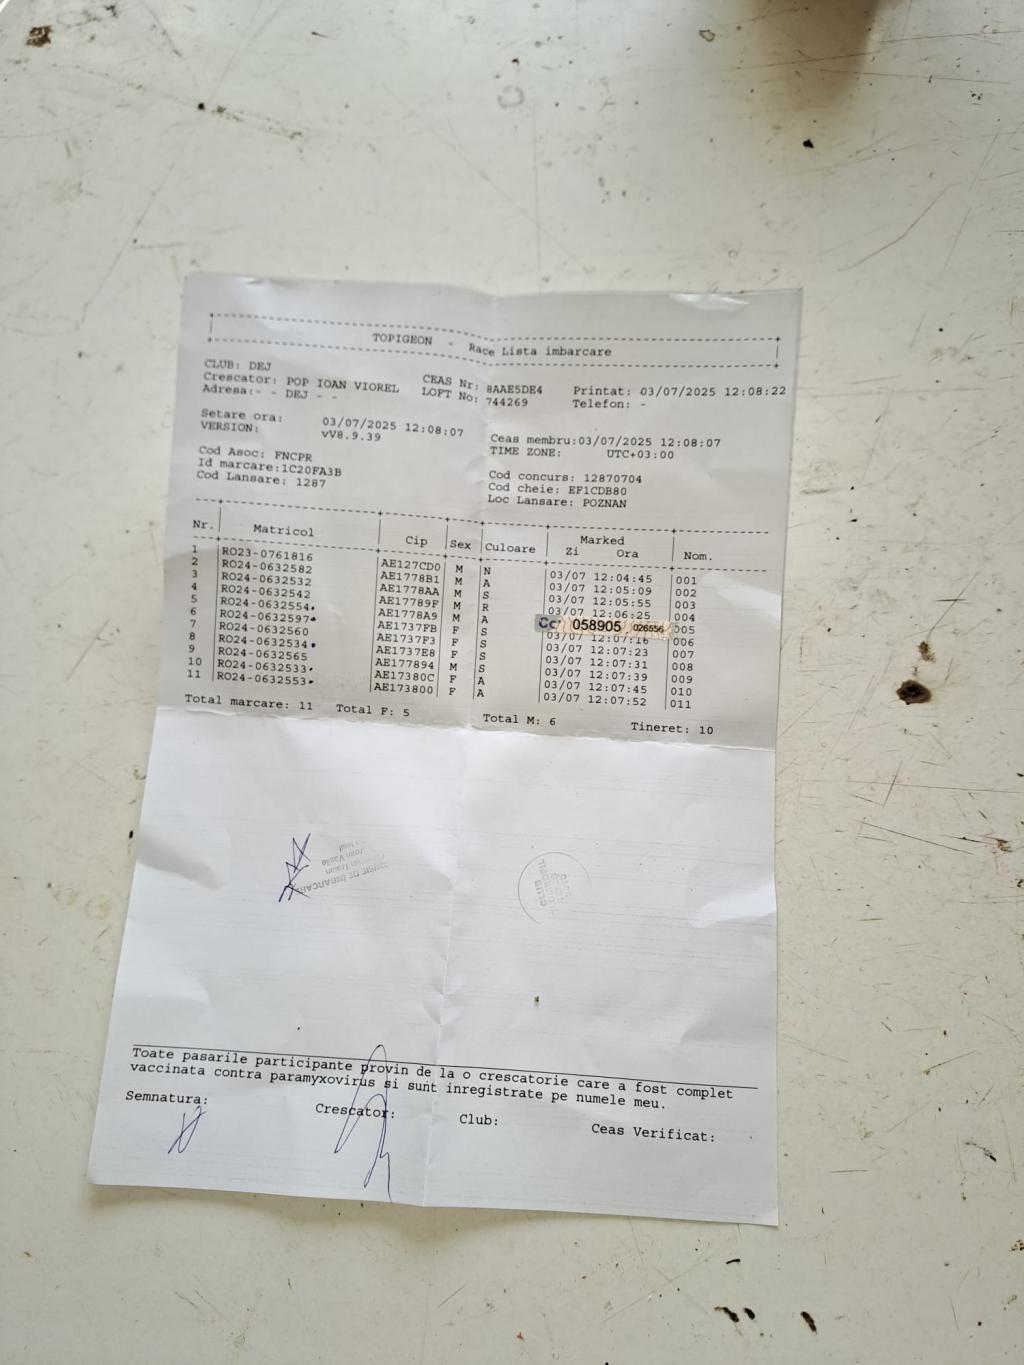 TOPIGEON - Race Lista imbarcare
CLUB: DEJ
Crescator: POP IOAN VIOREL CEAS Nr: 8AAE5DE4 Printat: 03/07/2025 12:08:22
Adresa:- - DEJ - - LOFT No: 744269 Telefon: -
Setare ora: 03/07/2025 12:08:07 Ceas membru:03/07/2025 12:08:07
VERSION: vV8.9.39 TIME ZONE: UTC+03:00
Cod Asoc: FNCPR Cod concurs: 12870704
Id marcare:1C20FA3B Cod cheie: EF1CDB80
Cod Lansare: 1287 Loc Lansare: POZNAN
Nr. Matricol Cip Sex Culoare Marked Zi Ora Nom.
1 RO23-0761816 AE127CD0 M N 03/07 12:04:45 001
2 RO24-0632582 AE1778B1 M A 03/07 12:05:09 002
3 RO24-0632532 AE1778AA M S 03/07 12:05:55 003
4 RO24-0632542 AE17789F M R 03/07 12:06:25 004
5 RO24-0632554 AE1778A9 M A 058905 026556 005
6 RO24-0632597 AE1737FB F S 03/07 12:07:16 006
7 RO24-0632560 AE1737F3 F S 03/07 12:07:23 007
8 RO24-0632534 AE1737E8 F S 03/07 12:07:31 008
9 RO24-0632565 AE177894 M S 03/07 12:07:39 009
10 RO24-0632533 AE17380C F A 03/07 12:07:45 010
11 RO24-0632553 AE173800 F A 03/07 12:07:52 011
Total marcare: 11 Total F: 5 Total M: 6 Tineret: 10
Toate pasarile participante provin de la o crescatorie care a fost complet
vaccinata contra paramyxovirus si sunt inregistrate pe numele meu.
Semnatura: Crescator: Club: Ceas Verificat: